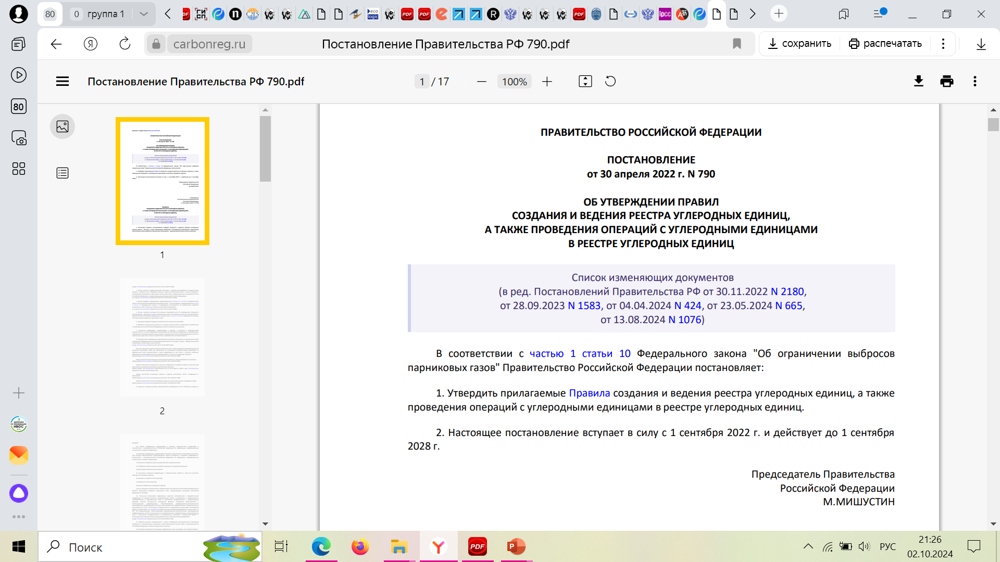 80
0 группа 1
carbonreg.ru
Постановление Правительства РФ 790.pdf
сохранить
распечатать
80
Постановление Правительства РФ 790.pdf
1 / 17
100%
ПРАВИТЕЛЬСТВО РОССИЙСКОЙ ФЕДЕРАЦИИ
ПОСТАНОВЛЕНИЕ
от 30 апреля 2022 г. N 790
ОБ УТВЕРЖДЕНИИ ПРАВИЛ
СОЗДАНИЯ И ВЕДЕНИЯ РЕЕСТРА УГЛЕРОДНЫХ ЕДИНИЦ,
А ТАКЖЕ ПРОВЕДЕНИЯ ОПЕРАЦИЙ С УГЛЕРОДНЫМИ ЕДИНИЦАМИ
В РЕЕСТРЕ УГЛЕРОДНЫХ ЕДИНИЦ
Список изменяющих документов
(в ред. Постановлений Правительства РФ от 30.11.2022 N 2180,
от 28.09.2023 N 1583, от 04.04.2024 N 424, от 23.05.2024 N 665,
от 13.08.2024 N 1076)
В соответствии с частью 1 статьи 10 Федерального закона "Об ограничении выбросов
парниковых газов" Правительство Российской Федерации постановляет:
1. Утвердить прилагаемые Правила создания и ведения реестра углеродных единиц, а также
проведения операций с углеродными единицами в реестре углеродных единиц.
2. Настоящее постановление вступает в силу с 1 сентября 2022 г. и действует до 1 сентября
2028 г.
Председатель Правительства
Российской Федерации
М.МИШУСТИН
1
2
Поиск
PDF
РУС
21:26
02.10.2024